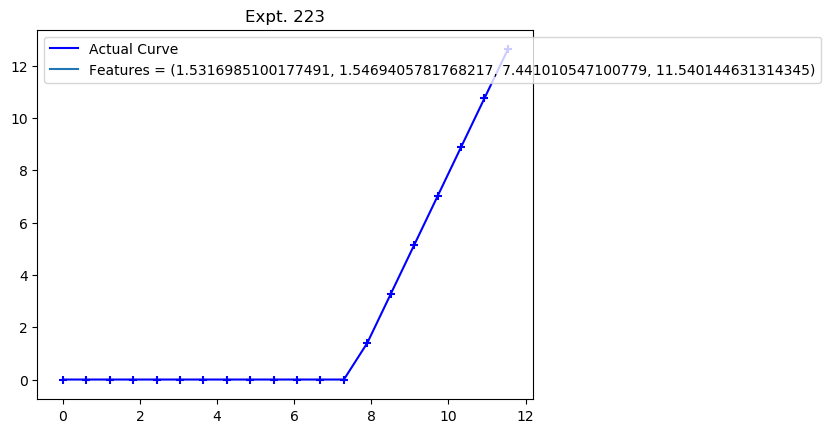 Expt. 223
Actual Curve
Features = (1.5316985100177491, 1.5469405781768217, 7.441010547100779, 11.540144631314345)
12
10
8
6
4
2
0
0 2 4 6 8 10 12